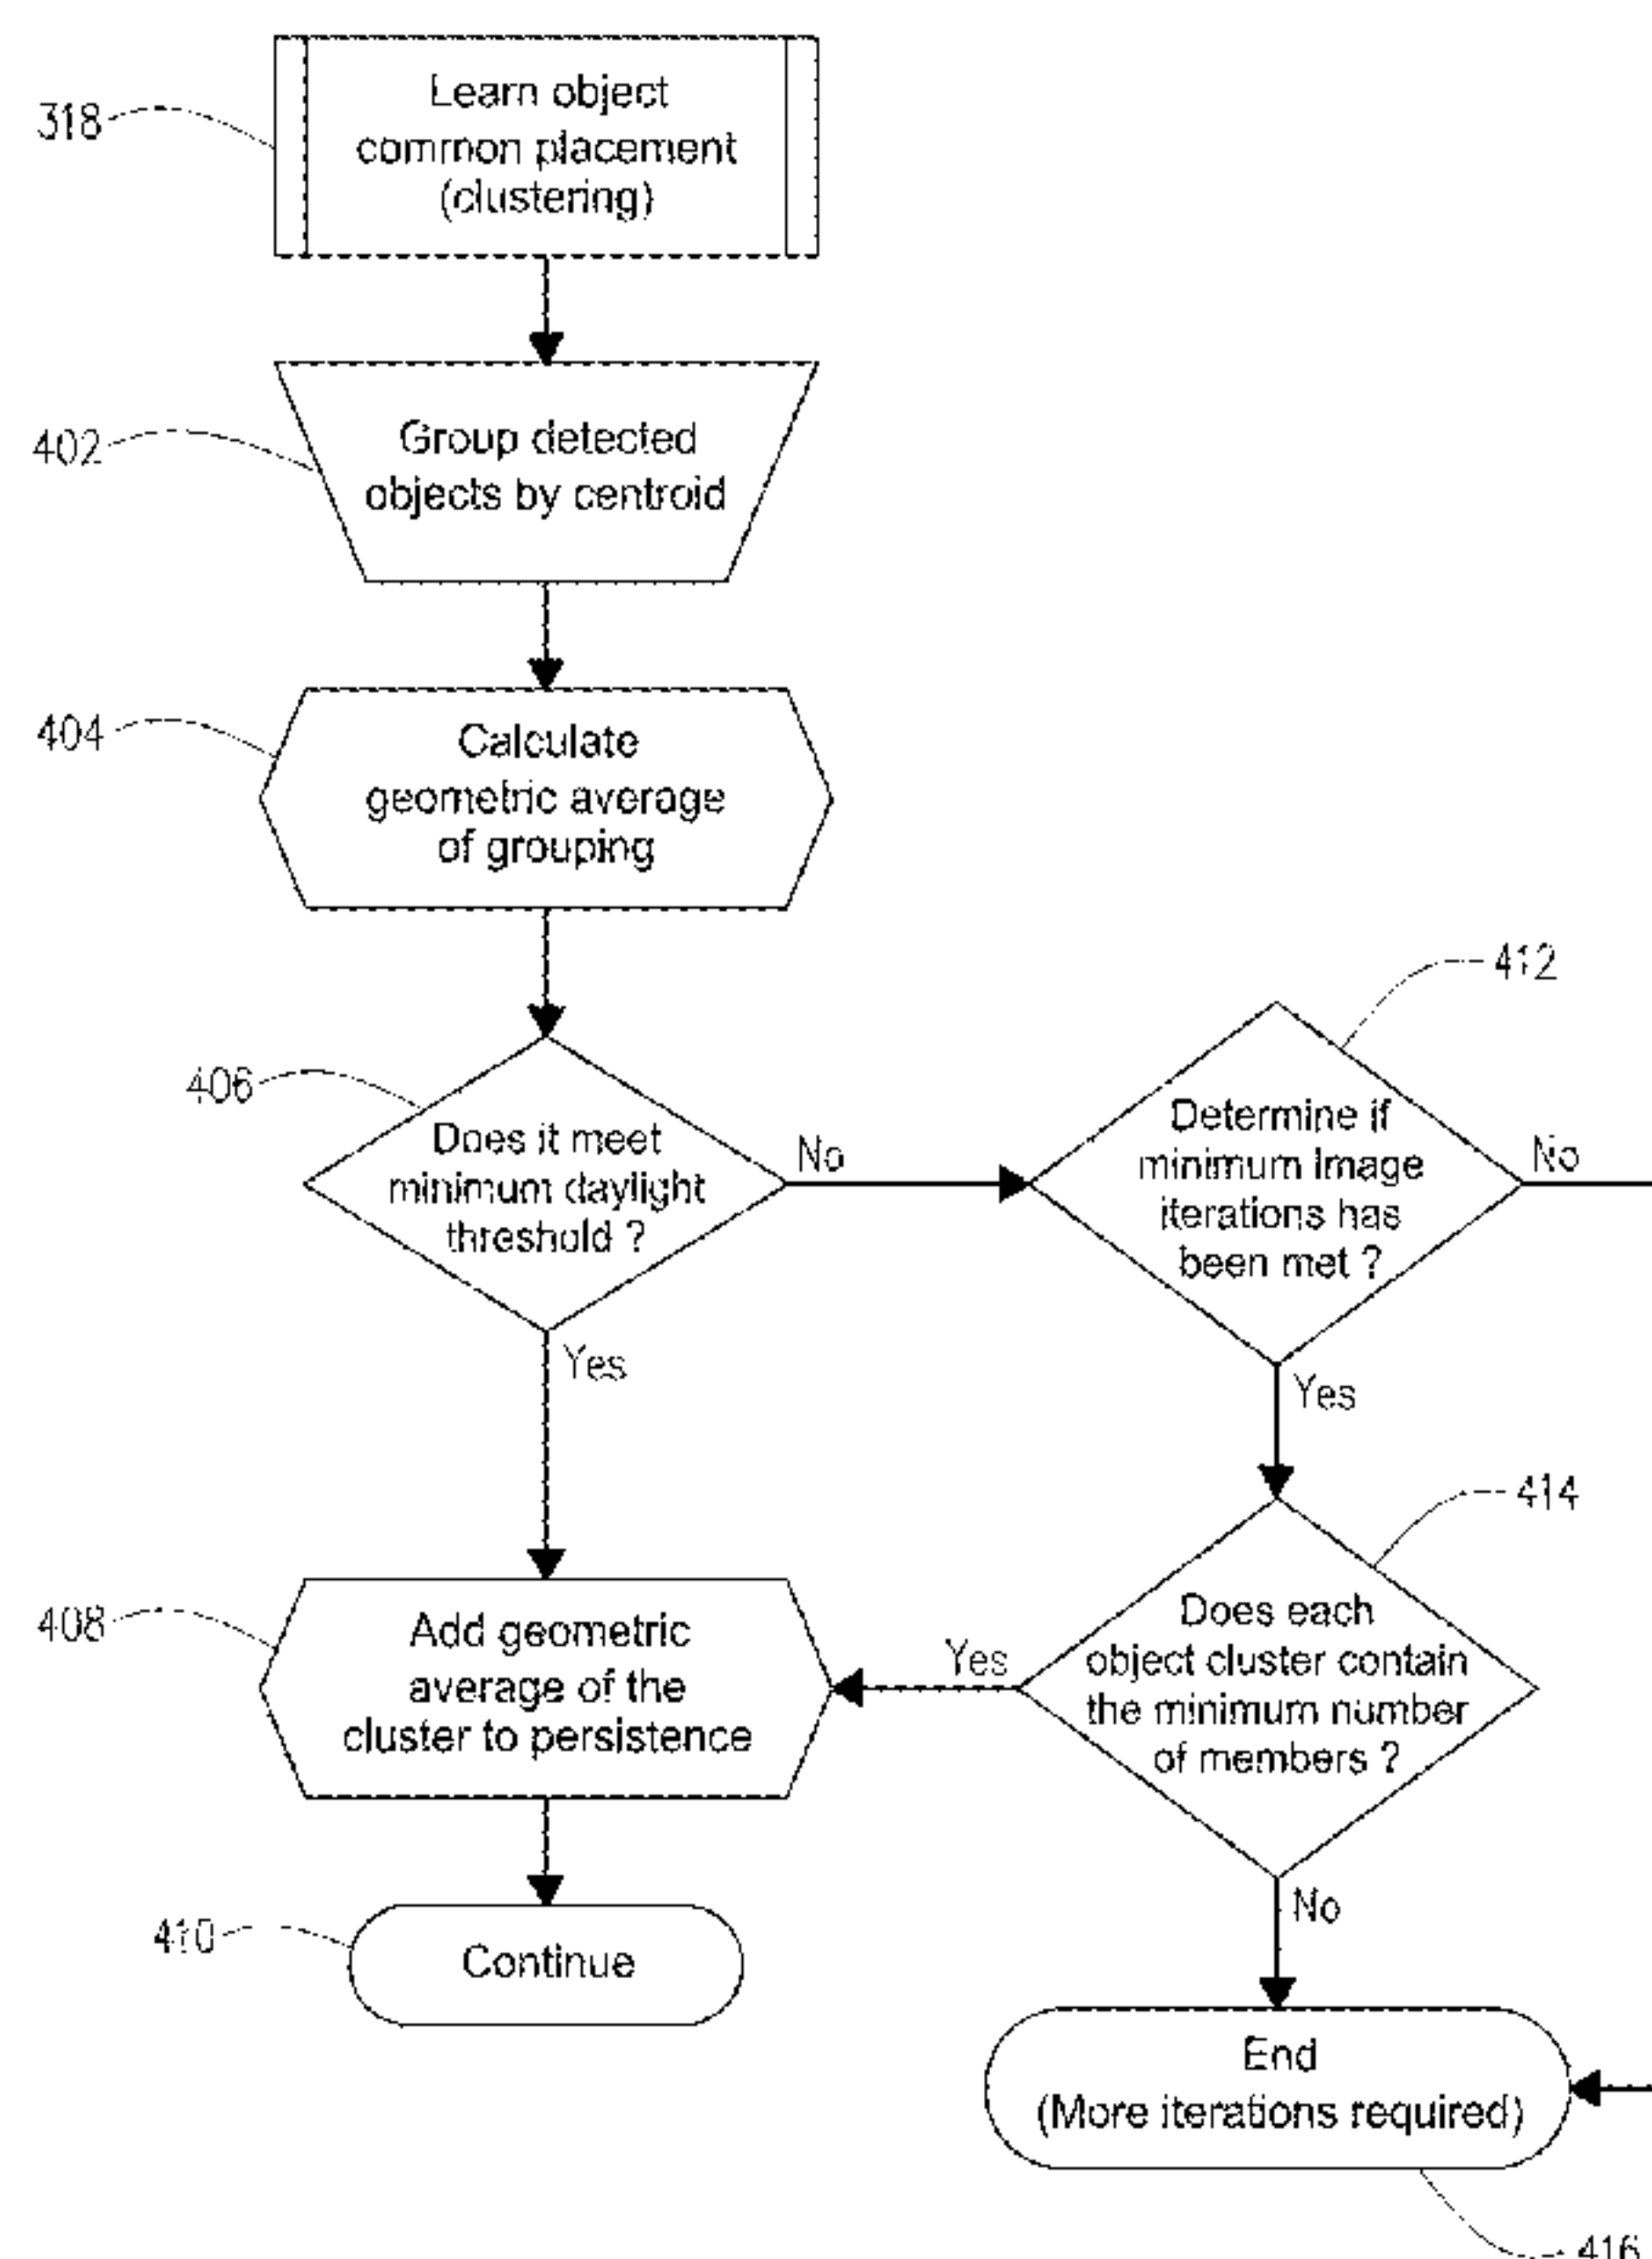 318
Learn object
common placement
(clustering)
402
Group detected
objects by centroid
404
Calculate
geometric average
of grouping
406
Does it meet
minimum daylight
threshold ?
No
Yes
412
Determine if
minimum Image
iterations has
been met ?
No
Yes
414
Does each
object cluster contain
the minimum number
of members ?
Yes
No
408
Add geometric
average of the
cluster to persistence
410
Continue
End
(More iterations required)
416